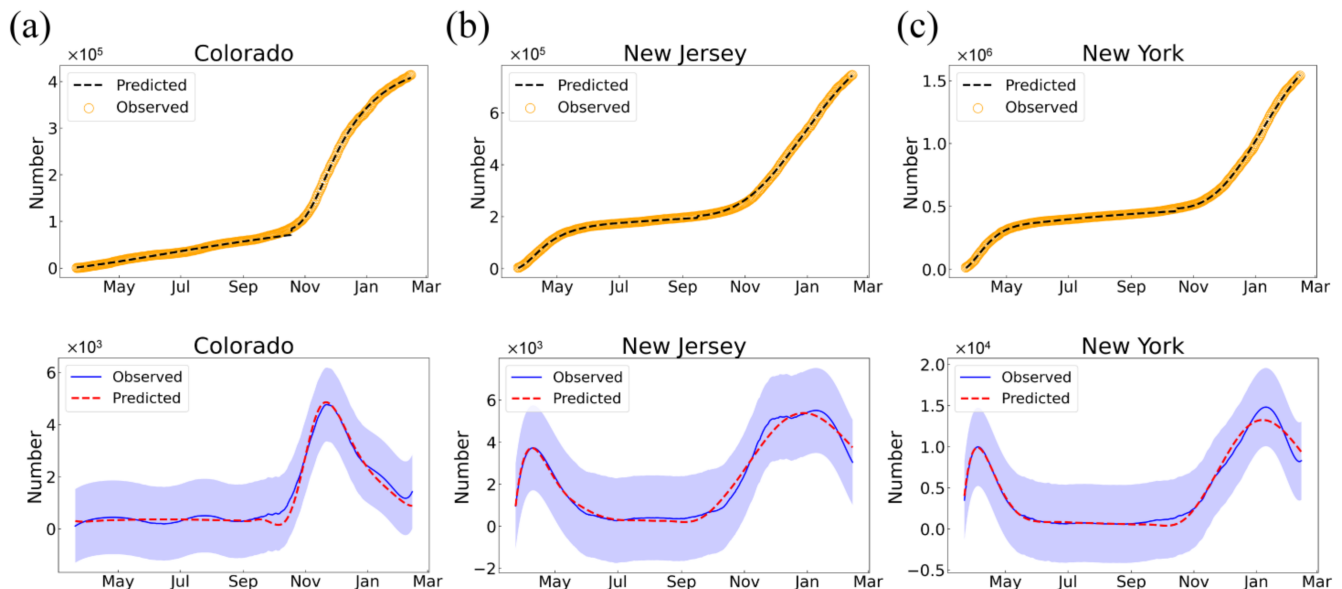 (a)
Colorado
×10⁵
Predicted
Observed
Number
4
3
2
1
0
May Jul Sep Nov Jan Mar
(b)
New Jersey
×10⁵
Predicted
Observed
Number
6
4
2
0
May Jul Sep Nov Jan Mar
(c)
New York
×10⁶
Predicted
Observed
Number
1.5
1.0
0.5
0.0
May Jul Sep Nov Jan Mar
Colorado
×10³
Observed
Predicted
Number
6
4
2
0
May Jul Sep Nov Jan Mar
New Jersey
×10³
Observed
Predicted
Number
6
4
2
0
−2
May Jul Sep Nov Jan Mar
New York
×10⁴
Observed
Predicted
Number
2.0
1.5
1.0
0.5
0.0
−0.5
May Jul Sep Nov Jan Mar